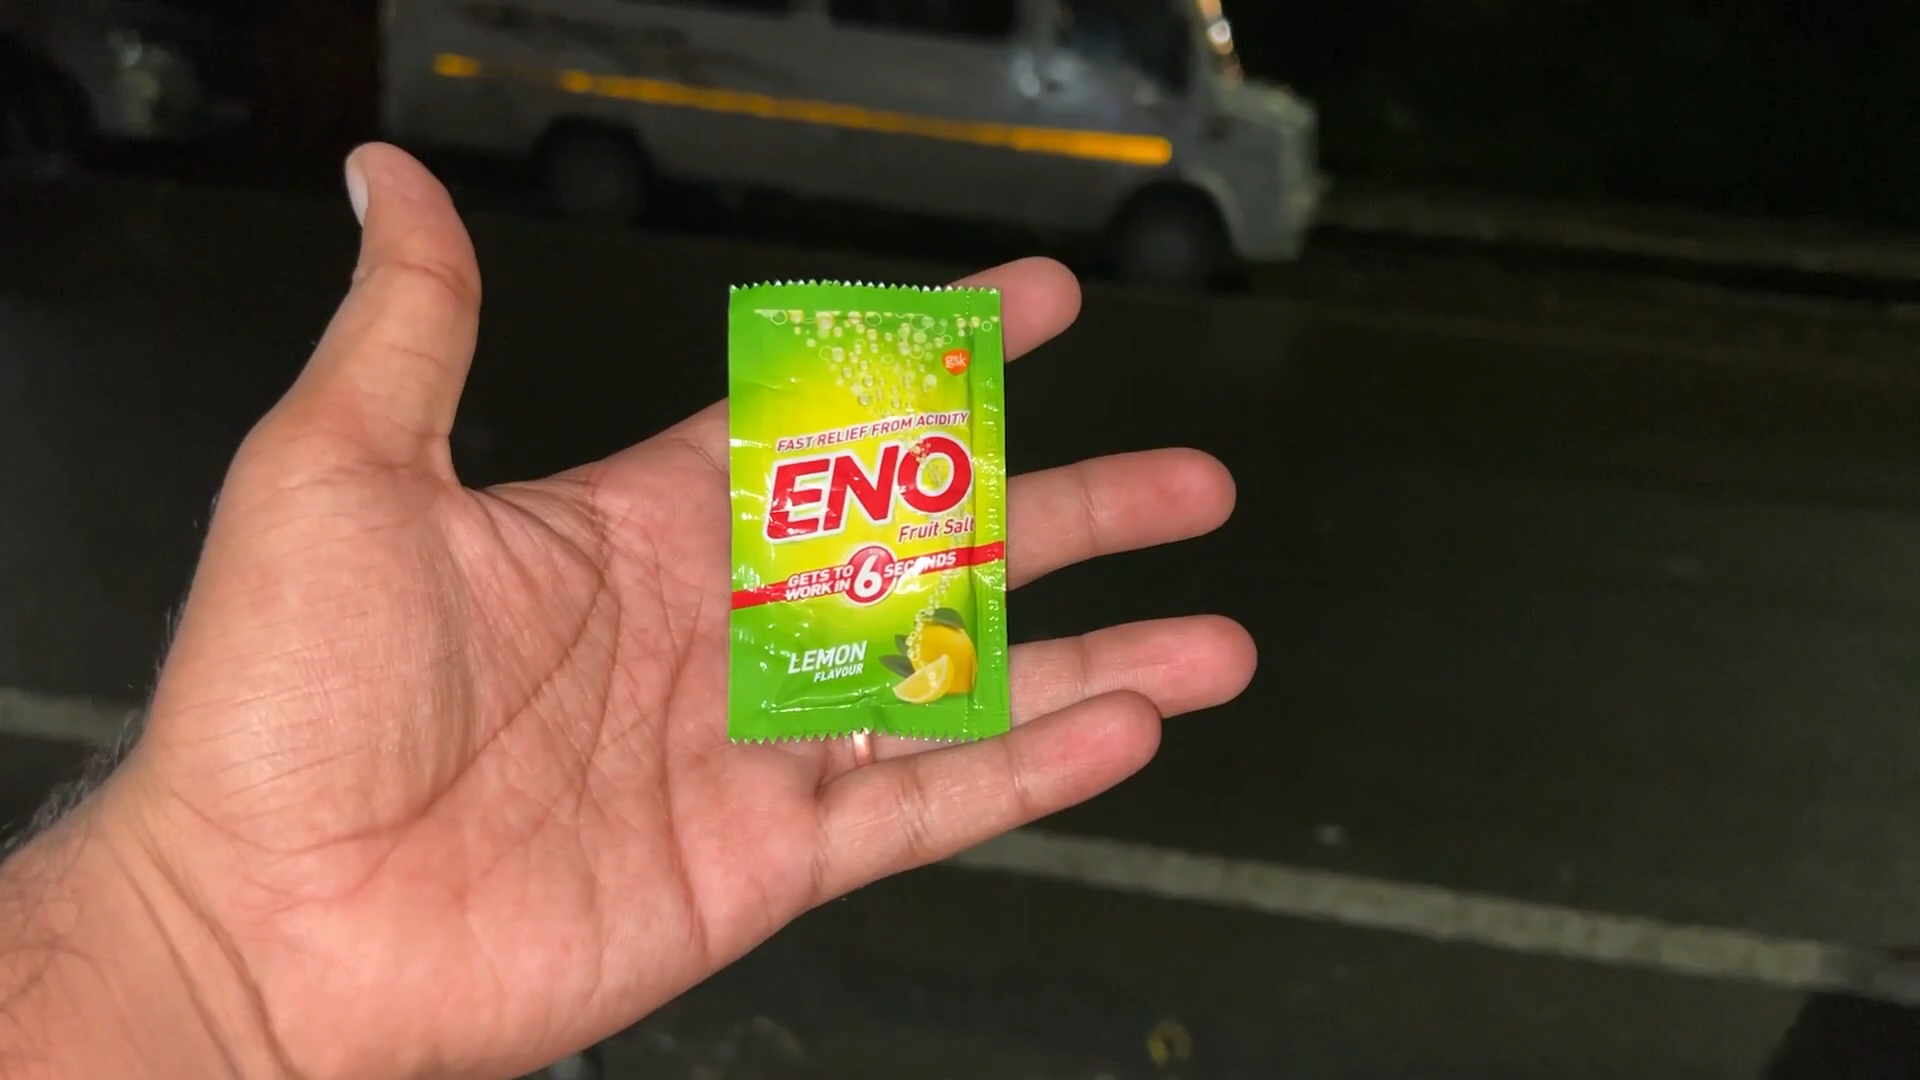 gsk
FAST RELIEF FROM ACIDITY
ENO
Fruit Salt
GETS TO
WORK IN
6
SECONDS
LEMON
FLAVOUR